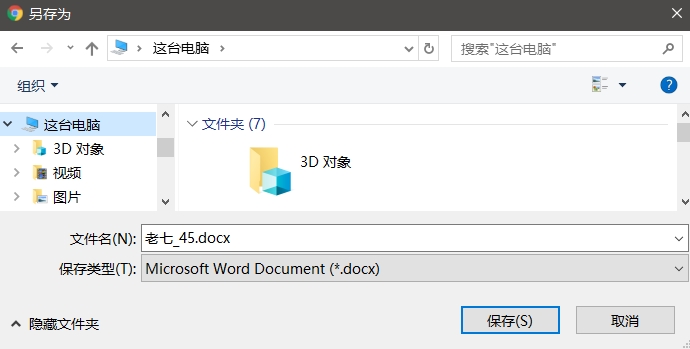 另存为
这台电脑
搜索"这台电脑"
组织
?
这台电脑
3D 对象
视频
图片
文件夹 (7)
3D 对象
文件名(N):
老七_45.docx
保存类型(T):
Microsoft Word Document (*.docx)
隐藏文件夹
保存(S)
取消